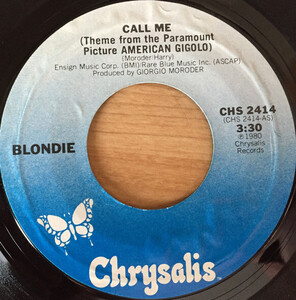 CALL ME
(Theme from the Paramount
Picture AMERICAN GIGOLO)
(Moroder/Harry)
Ensign Music Corp. (BMI)/Rare Blue Music Inc. (ASCAP)
Produced by GIORGIO MORODER
CHS 2414
(CHS 2414-AS)
3:30
℗1980
Chrysalis
Records
BLONDIE
Chrysalis